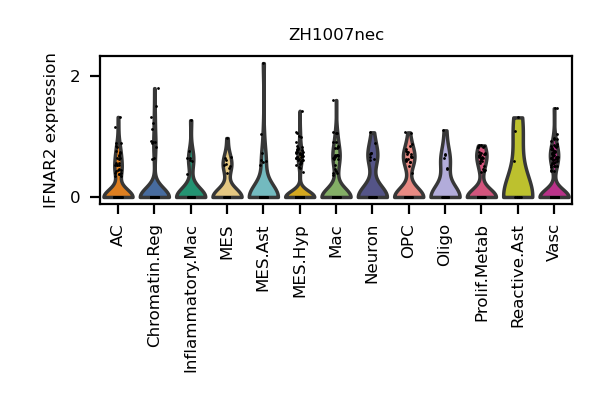 ZH1007nec
IFNAR2 expression
2
0
AC
Chromatin.Reg
Inflammatory.Mac
MES
MES.Ast
MES.Hyp
Mac
Neuron
OPC
Oligo
Prolif.Metab
Reactive.Ast
Vasc